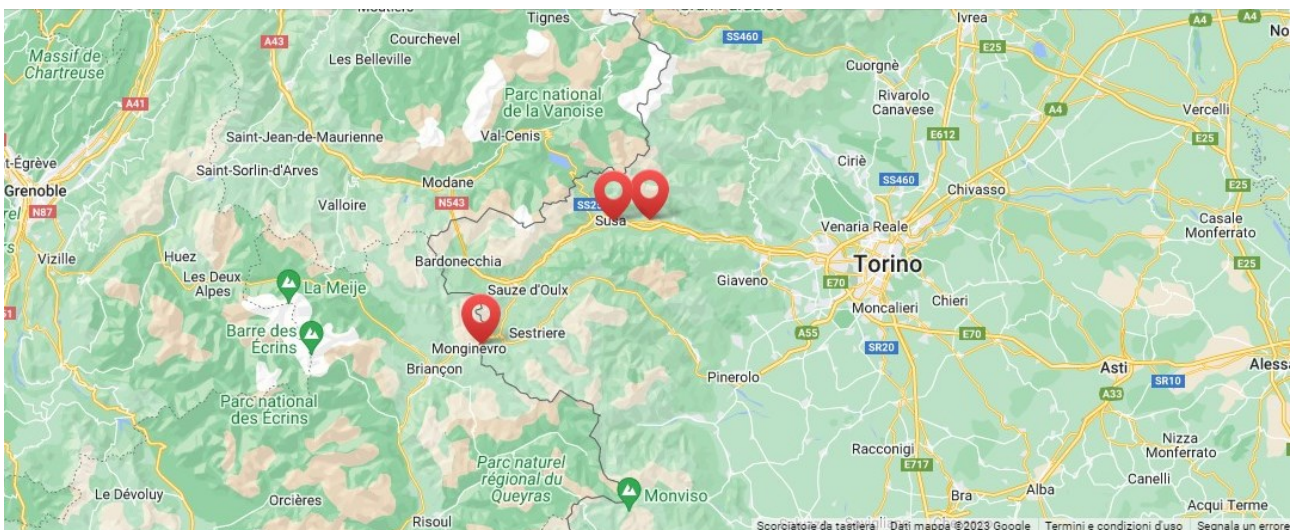 Tignes
Ivrea
A4
A43
Courchevel
SS460
E25
Massif de
Chartreuse
Les Belleville
Cuorgnè
Parc national
de la Vanoise
Rivarolo
Canavese
A4
Vercelli
A41
E25
Saint-Jean-de-Maurienne
Val-Cenis
E612
t-Égrève
Saint-Sorlin-d'Arves
Ciriè
Grenoble
Modane
SS460
Chivasso
E25
N87
Valloire
N543
SS25
Susa
Venaria Reale
Casale
Monferrato
Vizille
Huez
Bardonecchia
Torino
E25
Les Deux
Alpes
La Meije
Sauze d'Oulx
Giaveno
E70
Moncalieri
Chieri
Barre des
Écrins
Sestriere
A55
E70
Monginevro
SR20
Briançon
Pinerolo
Asti
Alessa
SR10
A33
Parc national
des Écrins
Racconigi
Nizza
Monferrato
Parc naturel
régional du
Queyras
E717
Canelli
Le Dévoluy
Orcières
Monviso
Bra
Alba
Acqui Terme
Risoul
Scorciatoie da tastiera
Dati mappa ©2023 Google
Termini e condizioni d'uso
Segnala un errore